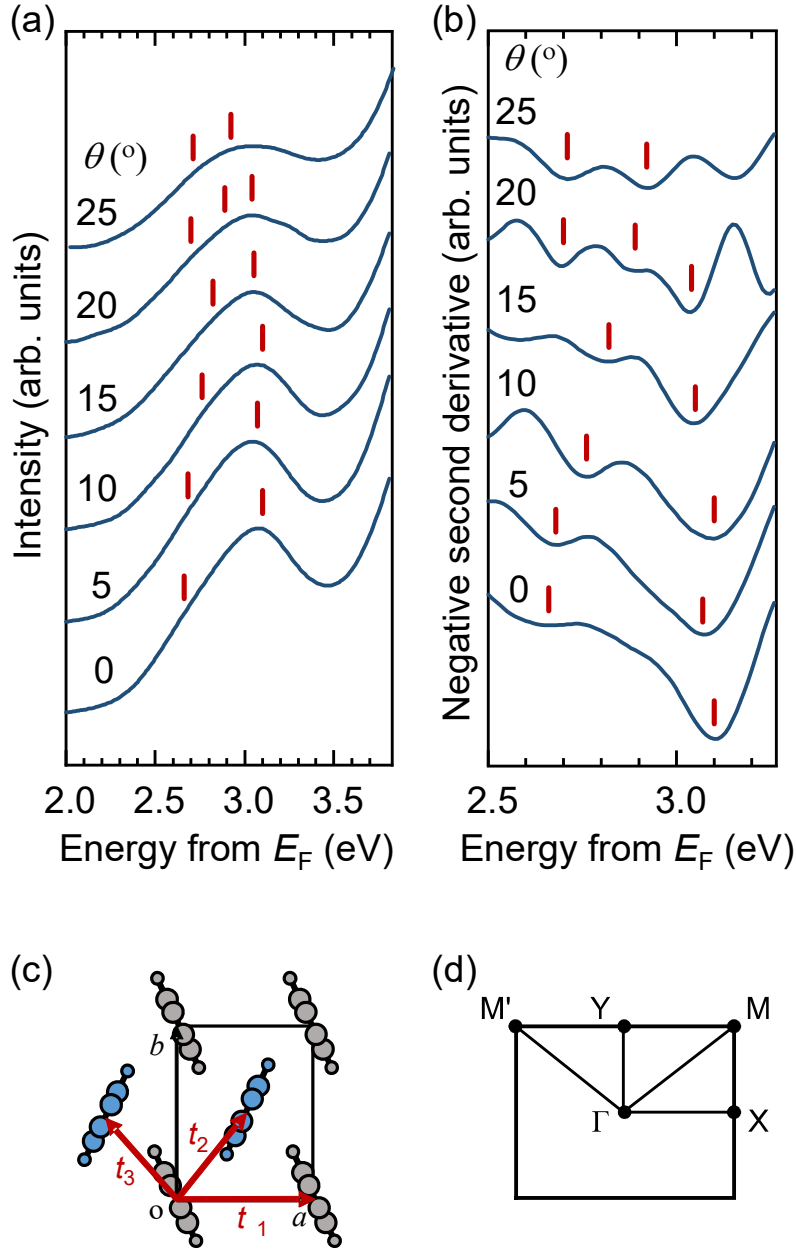 (a)
Intensity (arb. units)
θ (°)
25
20
15
10
5
0
2.0 2.5 3.0 3.5
Energy from EF (eV)
(b)
Negative second derivative (arb. units)
θ (°)
25
20
15
10
5
0
2.5 3.0
Energy from EF (eV)
(c)
b
t2
t3
o
t 1
a
(d)
M' Y M
Γ X